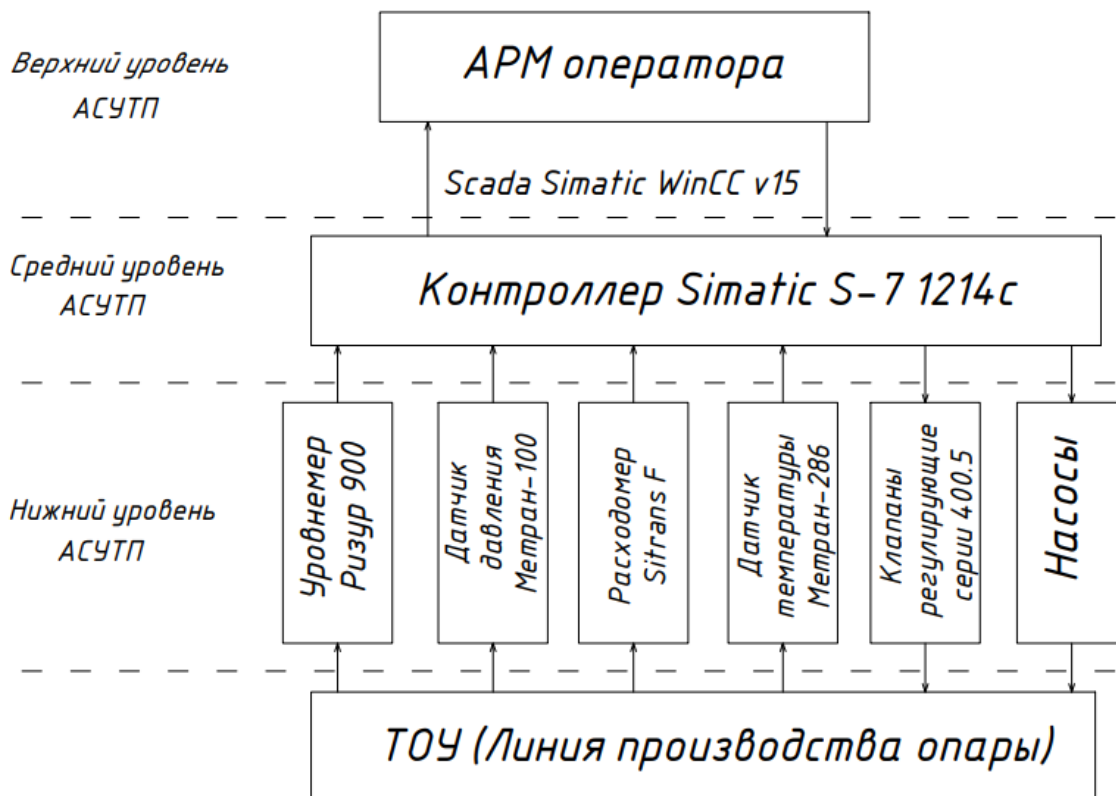 Верхний уровень
АСУТП
АРМ оператора
Scada Simatic WinCC v15
Средний уровень
АСУТП
Контроллер Simatic S-7 1214c
Нижний уровень
АСУТП
Уровнемер
Ризур 900
Датчик
давления
Метран-100
Расходомер
Sitrans F
Датчик
температуры
Метран-286
Клапаны
регулирующие
серии 400.5
Насосы
ТОУ (Линия производства опары)